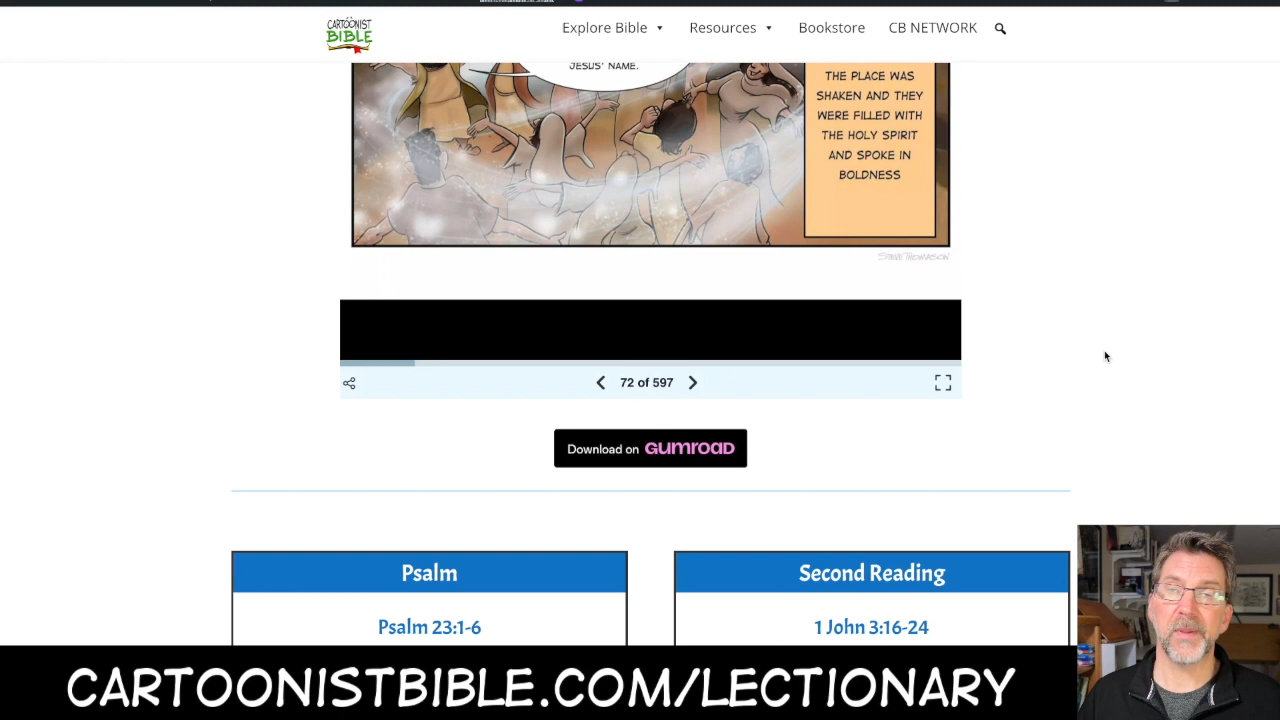 CARTOONIST
BIBLE
Explore Bible
Resources
Bookstore
CB NETWORK
JESUS' NAME.
THE PLACE WAS
SHAKEN AND THEY
WERE FILLED WITH
THE HOLY SPIRIT
AND SPOKE IN
BOLDNESS
STEVE THOMASON
72 of 597
Download on GUMROAD
Psalm
Second Reading
Psalm 23:1-6
1 John 3:16-24
CARTOONISTBIBLE.COM/LECTIONARY